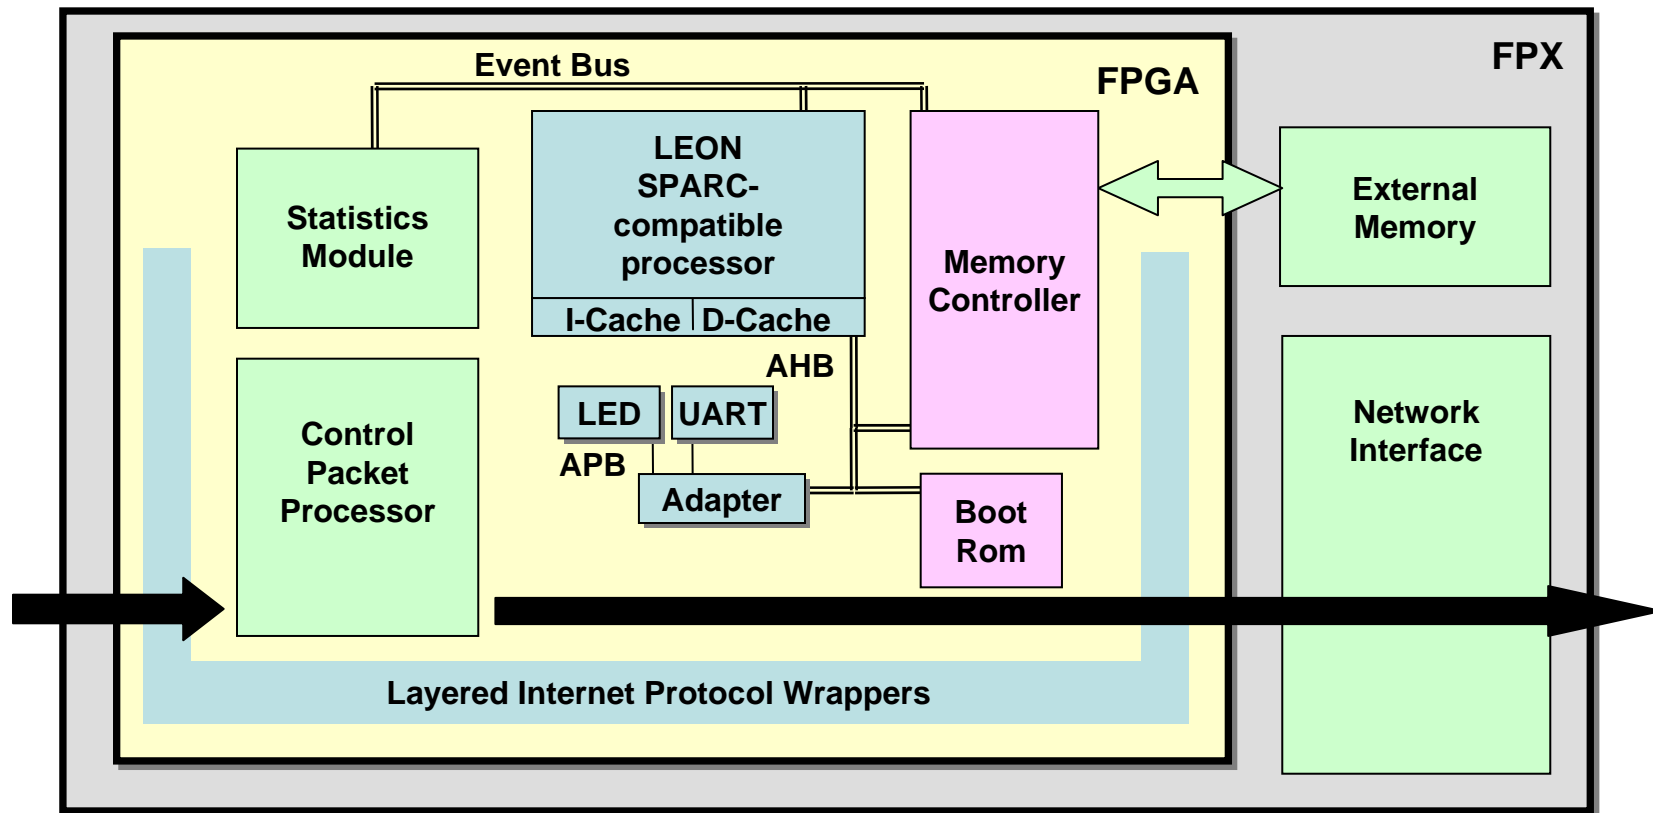 FPX
Event Bus
FPGA
LEON
SPARC-
compatible
processor
I-Cache
D-Cache
Statistics
Module
Memory
Controller
External
Memory
AHB
LED
UART
APB
Adapter
Control
Packet
Processor
Boot
Rom
Network
Interface
Layered Internet Protocol Wrappers